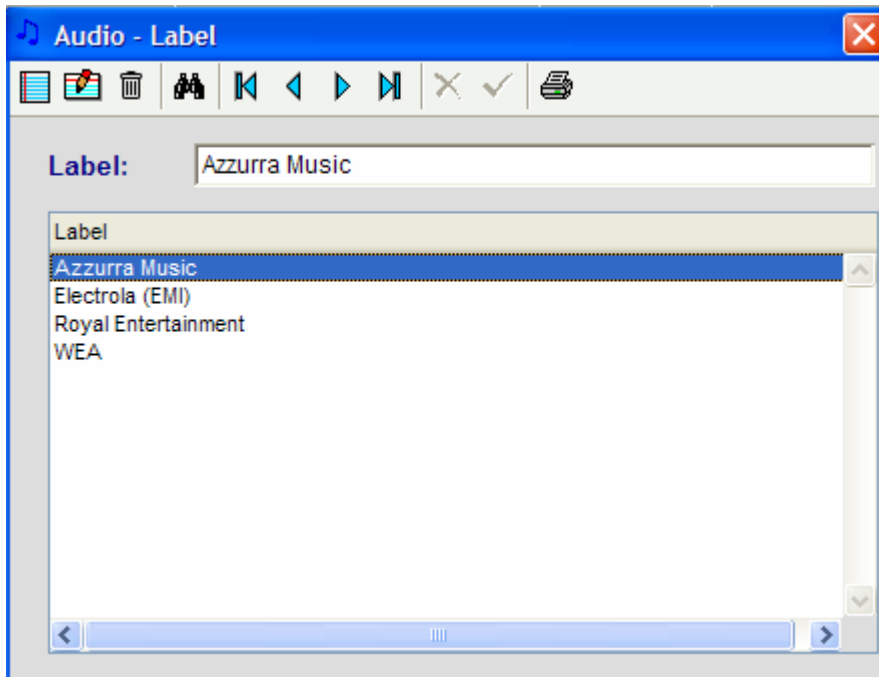 Audio - Label
Label:
Azzurra Music
Label
Azzurra Music
Electrola (EMI)
Royal Entertainment
WEA